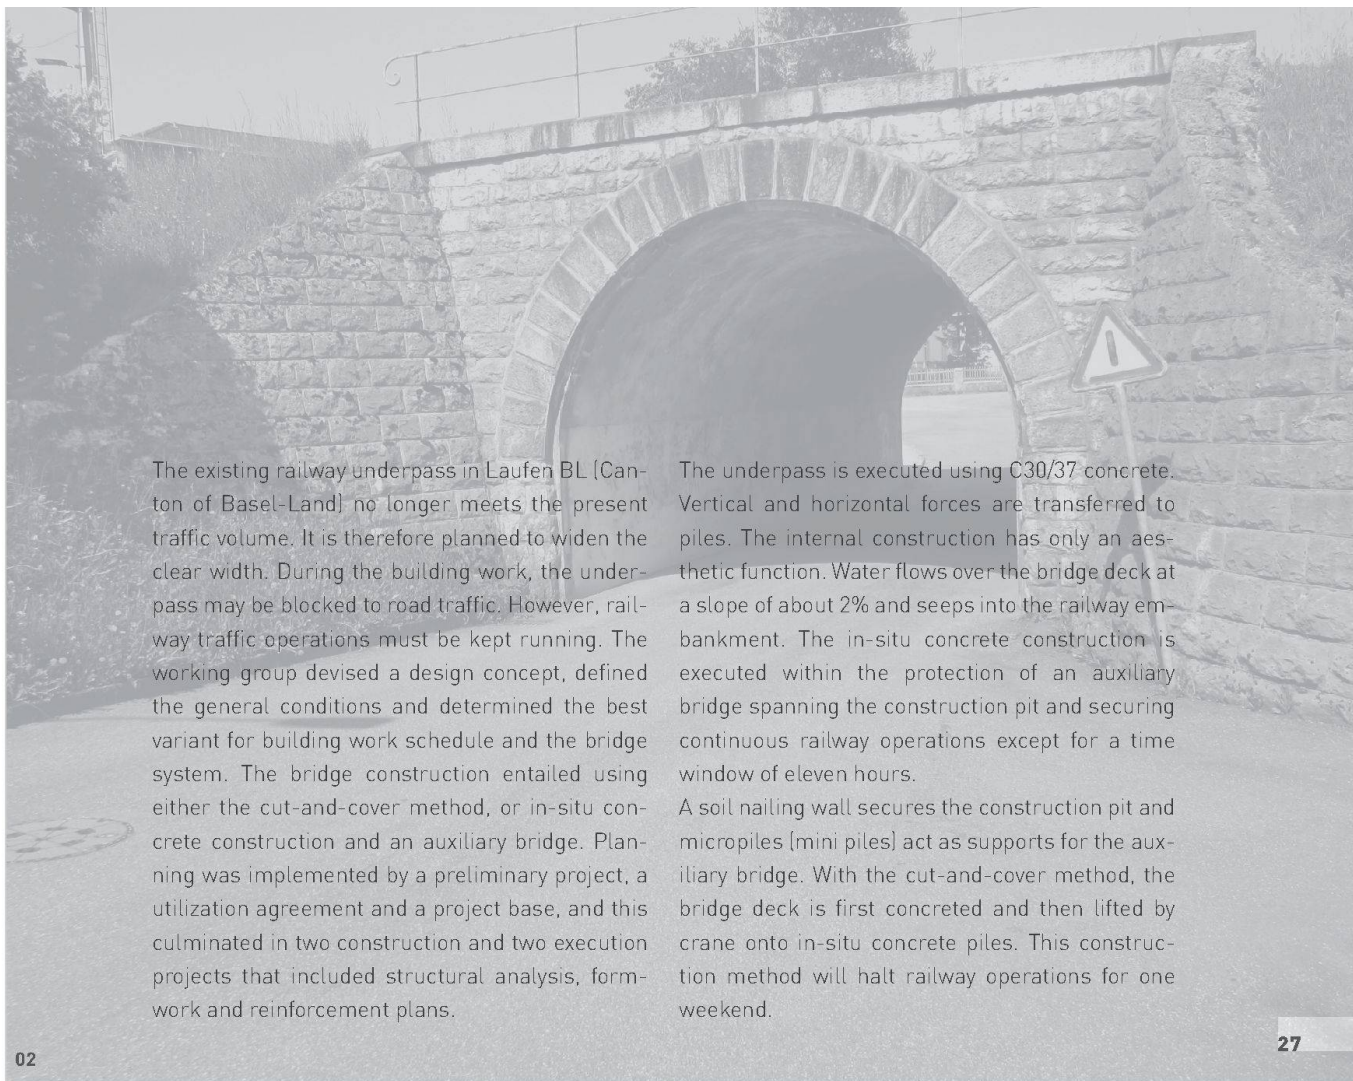 The existing railway underpass in Laufen BL (Can-
ton of Basel-Land) no longer meets the present
traffic volume. It is therefore planned to widen the
clear width. During the building work, the under-
pass may be blocked to road traffic. However, rail-
way traffic operations must be kept running. The
working group devised a design concept, defined
the general conditions and determined the best
variant for building work schedule and the bridge
system. The bridge construction entailed using
either the cut-and-cover method, or in-situ con-
crete construction and an auxiliary bridge. Plan-
ning was implemented by a preliminary project, a
utilization agreement and a project base, and this
culminated in two construction and two execution
projects that included structural analysis, form-
work and reinforcement plans.
The underpass is executed using C30/37 concrete.
Vertical and horizontal forces are transferred to
piles. The internal construction has only an aes-
thetic function. Water flows over the bridge deck at
a slope of about 2% and seeps into the railway em-
bankment. The in-situ concrete construction is
executed within the protection of an auxiliary
bridge spanning the construction pit and securing
continuous railway operations except for a time
window of eleven hours.
A soil nailing wall secures the construction pit and
micropiles (mini piles) act as supports for the aux-
iliary bridge. With the cut-and-cover method, the
bridge deck is first concreted and then lifted by
crane onto in-situ concrete piles. This construc-
tion method will halt railway operations for one
weekend.
02
27